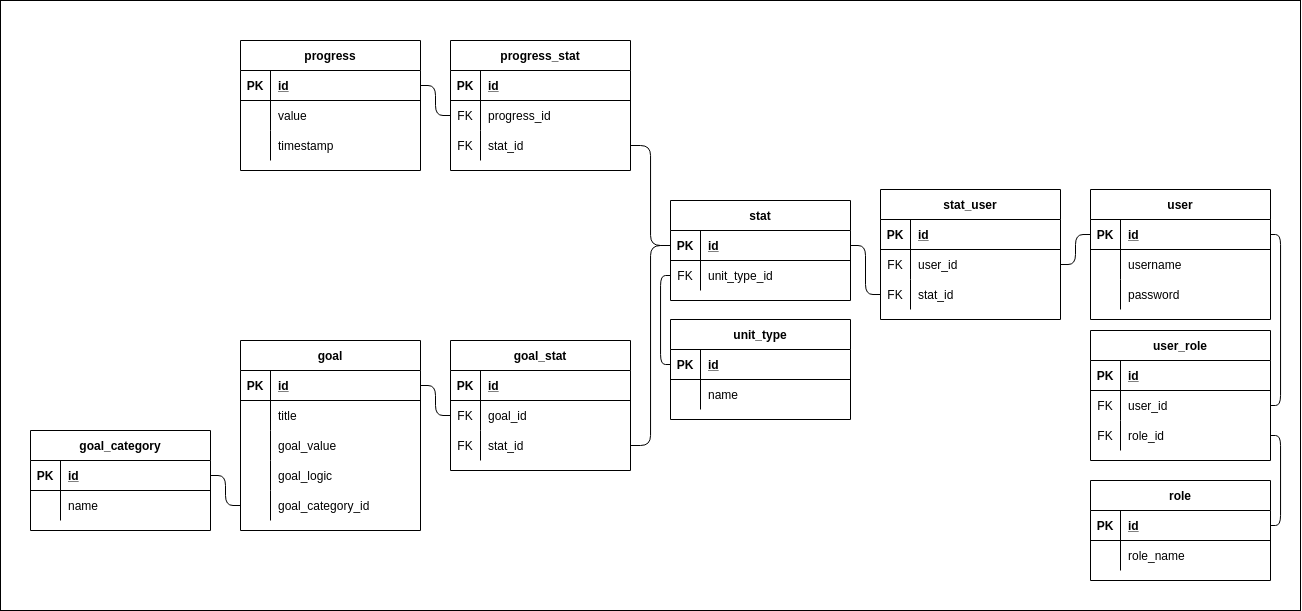 progress
PK id
value
timestamp
progress_stat
PK id
FK progress_id
FK stat_id
stat
PK id
FK unit_type_id
stat_user
PK id
FK user_id
FK stat_id
user
PK id
username
password
unit_type
PK id
name
user_role
PK id
FK user_id
FK role_id
goal
PK id
title
goal_value
goal_logic
goal_category_id
goal_stat
PK id
FK goal_id
FK stat_id
goal_category
PK id
name
role
PK id
role_name